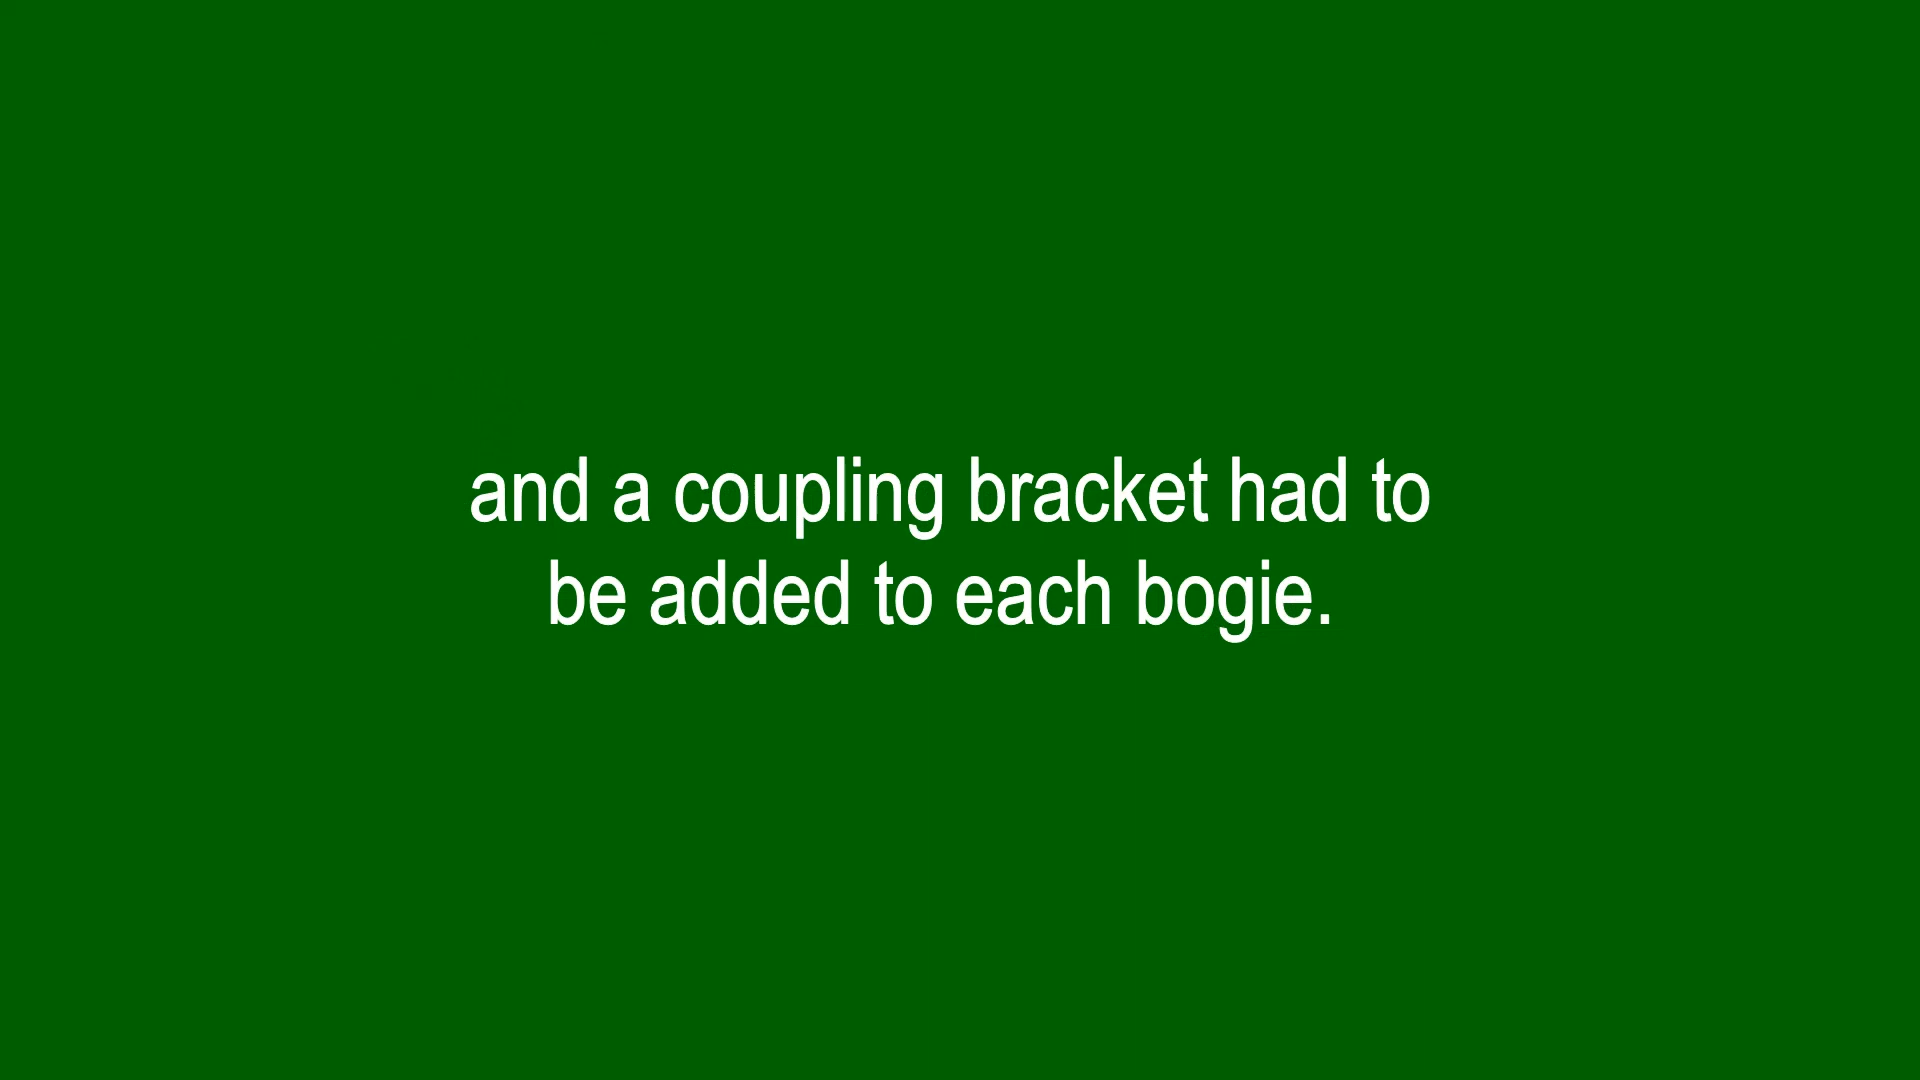 and a coupling bracket had to
be added to each bogie.